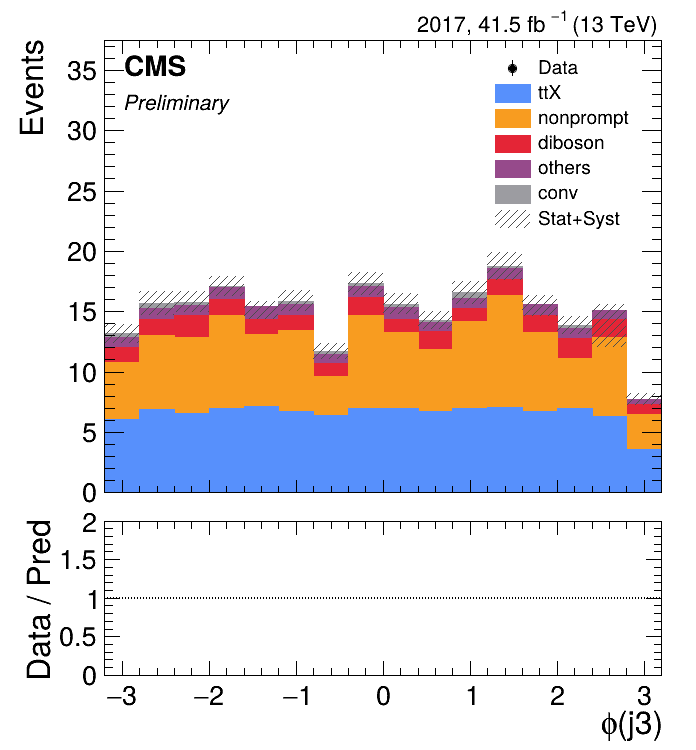 2017, 41.5 fb⁻¹ (13 TeV)
CMS
Preliminary
Data
ttX
nonprompt
diboson
others
conv
Stat+Syst
Events
35
30
25
20
15
10
5
0
Data / Pred
2
1.5
1
0.5
0
−3 −2 −1 0 1 2 3
ϕ(j3)